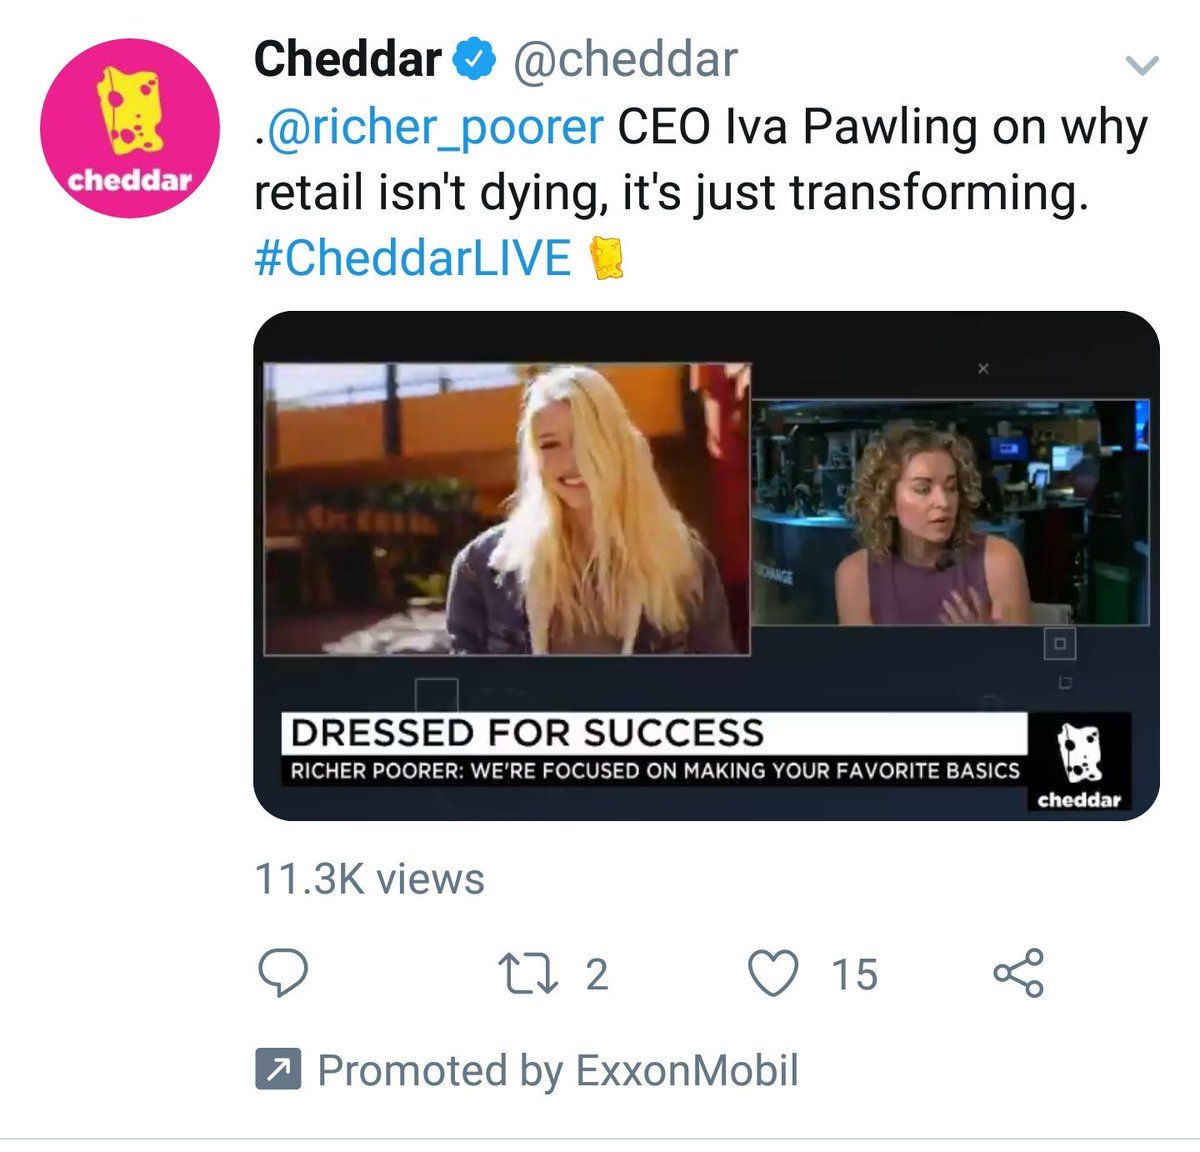 cheddar
Cheddar @cheddar
.@richer_poorer CEO Iva Pawling on why
retail isn't dying, it's just transforming.
#CheddarLIVE
DRESSED FOR SUCCESS
RICHER POORER: WE'RE FOCUSED ON MAKING YOUR FAVORITE BASICS
cheddar
11.3K views
2 15
Promoted by ExxonMobil